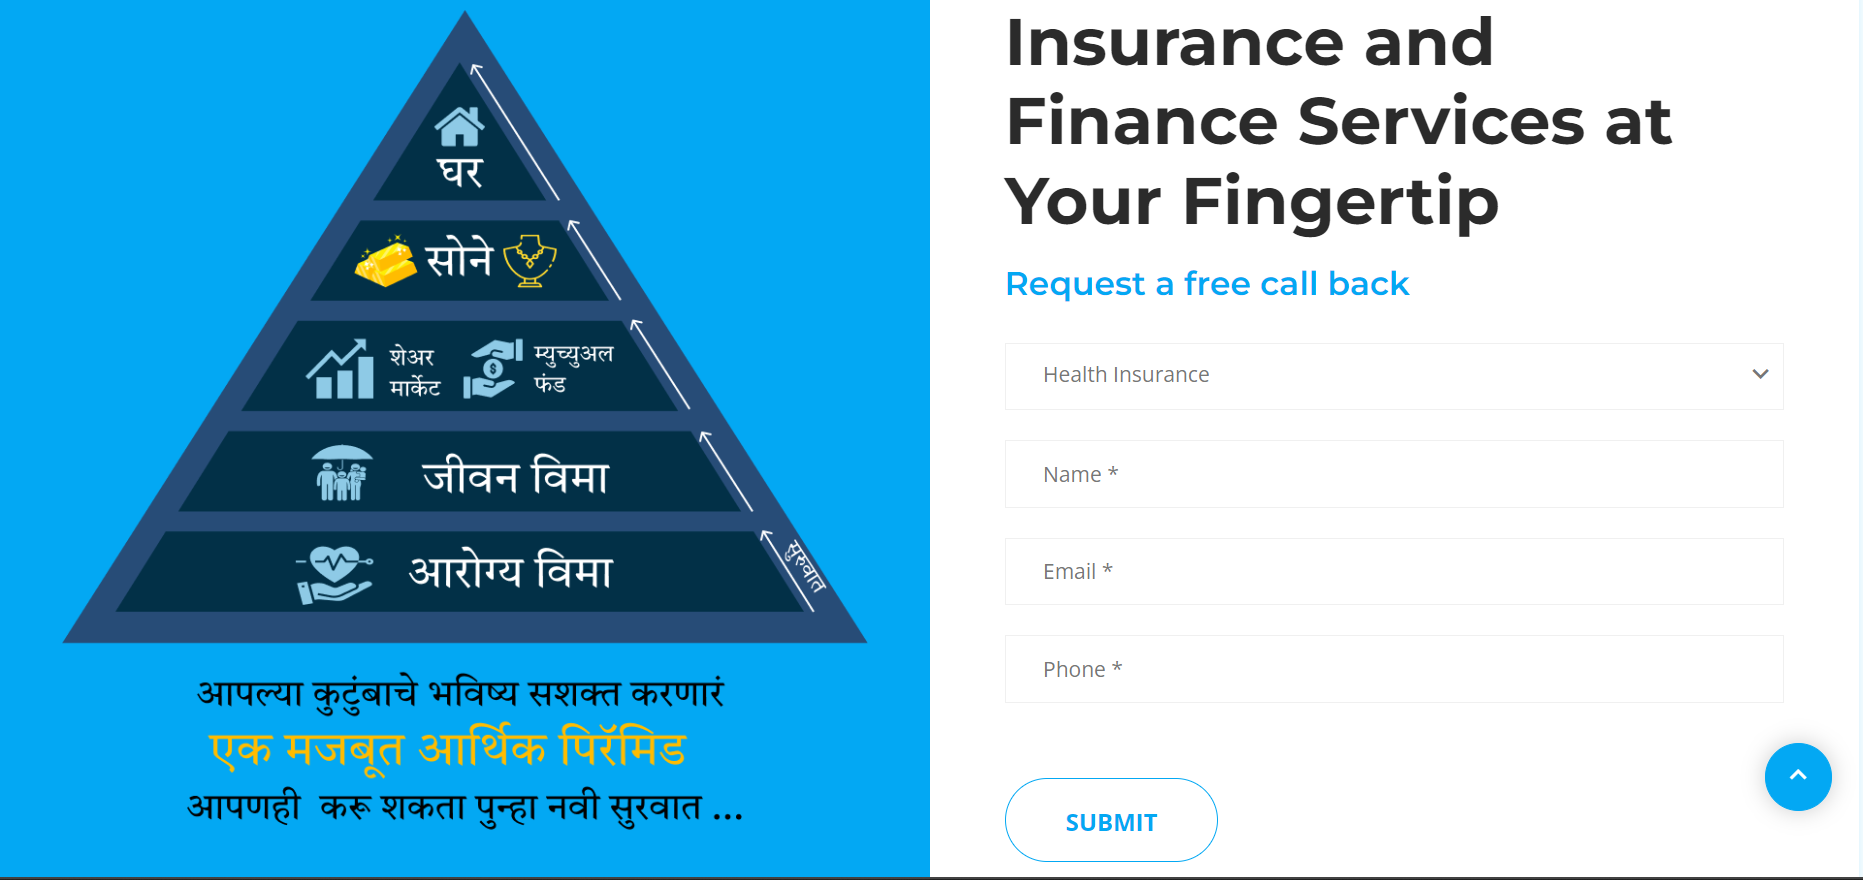 घर
सोने
शेअर
मार्केट
म्युच्युअल
फंड
जीवन विमा
आरोग्य विमा
सुरुवात
आपल्या कुटुंबाचे भविष्य सशक्त करणारं
एक मजबूत आर्थिक पिरॅमिड
आपणही करू शकता पुन्हा नवी सुरवात ...
Insurance and
Finance Services at
Your Fingertip
Request a free call back
Health Insurance
Name *
Email *
Phone *
SUBMIT